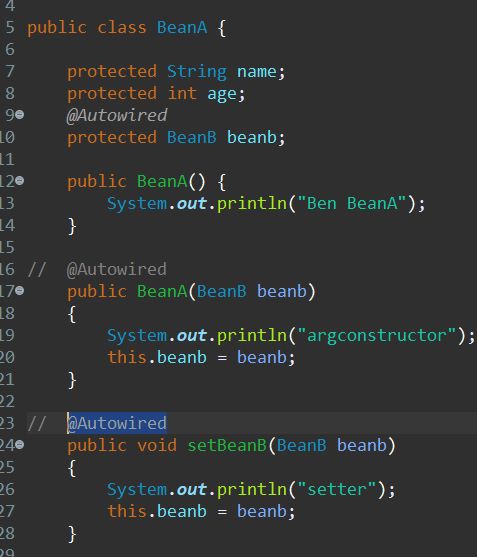 4
5 public class BeanA {
6
7     protected String name;
8     protected int age;
9     @Autowired
10     protected BeanB beanb;
11
12     public BeanA() {
13         System.out.println("Ben BeanA");
14     }
15
16 //  @Autowired
17     public BeanA(BeanB beanb)
18     {
19         System.out.println("argconstructor");
20         this.beanb = beanb;
21     }
22
23 //  @Autowired
24     public void setBeanB(BeanB beanb)
25     {
26         System.out.println("setter");
27         this.beanb = beanb;
28     }
29